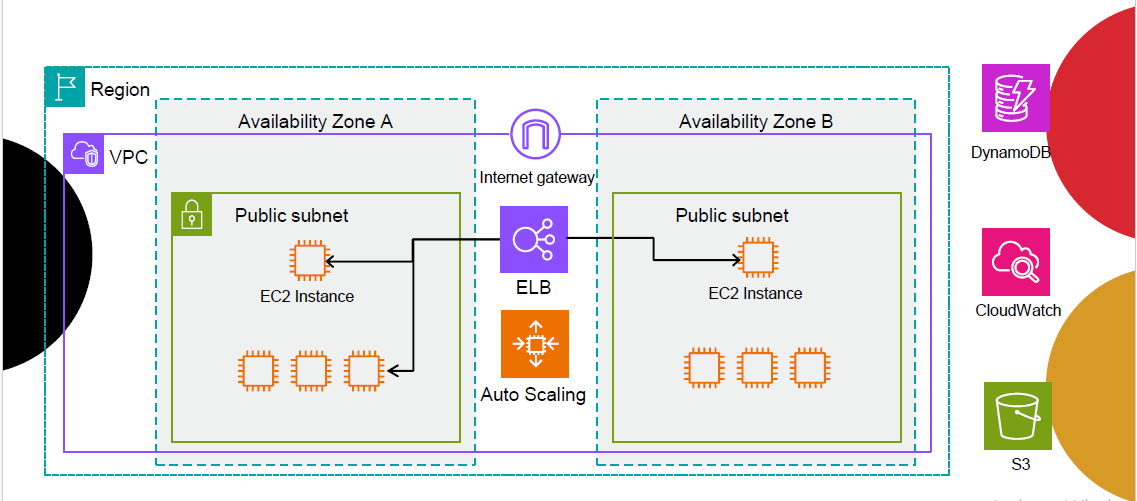 Region
Availability Zone A
Availability Zone B
VPC
Internet gateway
DynamoDB
Public subnet
Public subnet
EC2 Instance
EC2 Instance
ELB
CloudWatch
Auto Scaling
S3